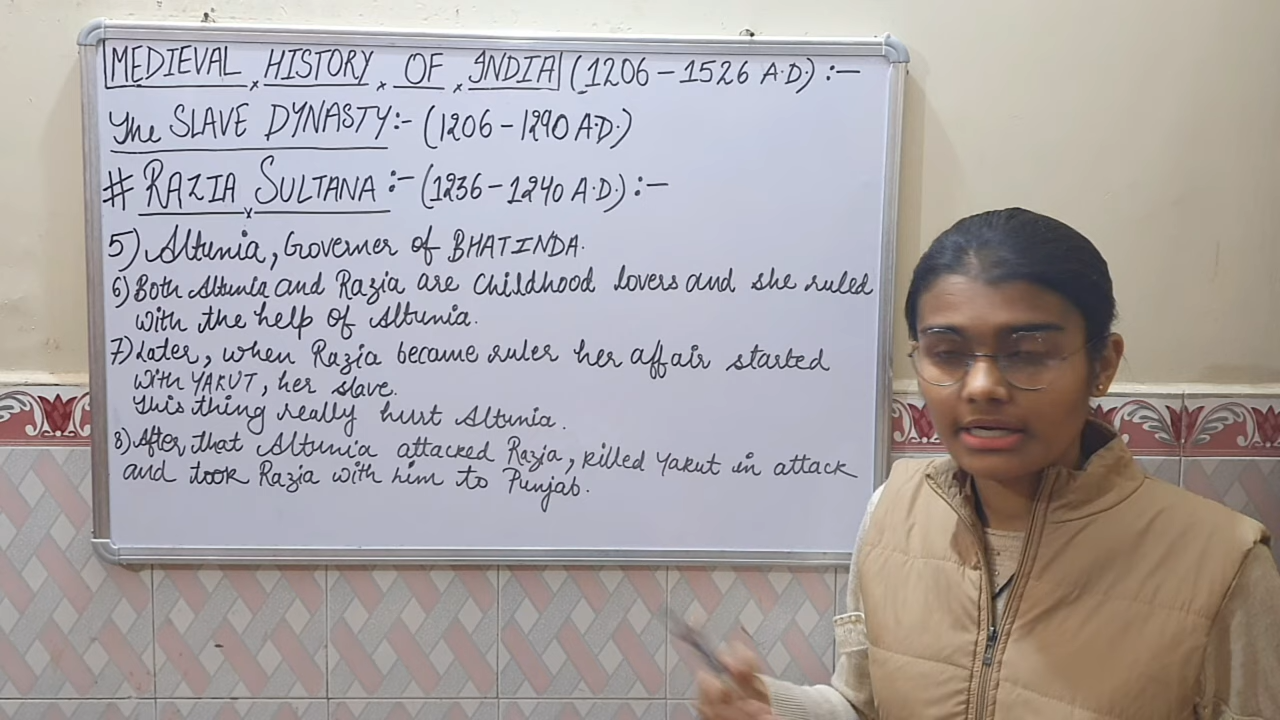 MEDIEVAL HISTORY OF INDIA (1206-1526 A.D.) :-
The SLAVE DYNASTY:- (1206-1290 A.D.)
# RAZIA SULTANA :- (1236-1240 A.D.) :-
5) Altunia, Governer of BHATINDA.
6) Both Altunia and Razia are childhood lovers and she ruled
with the help of Altunia.
7) Later, when Razia became ruler her affair started
with YAKUT, her slave.
This thing really hurt Altunia.
8) After that Altunia attacked Razia, killed Yakut in attack
and took Razia with him to Punjab.